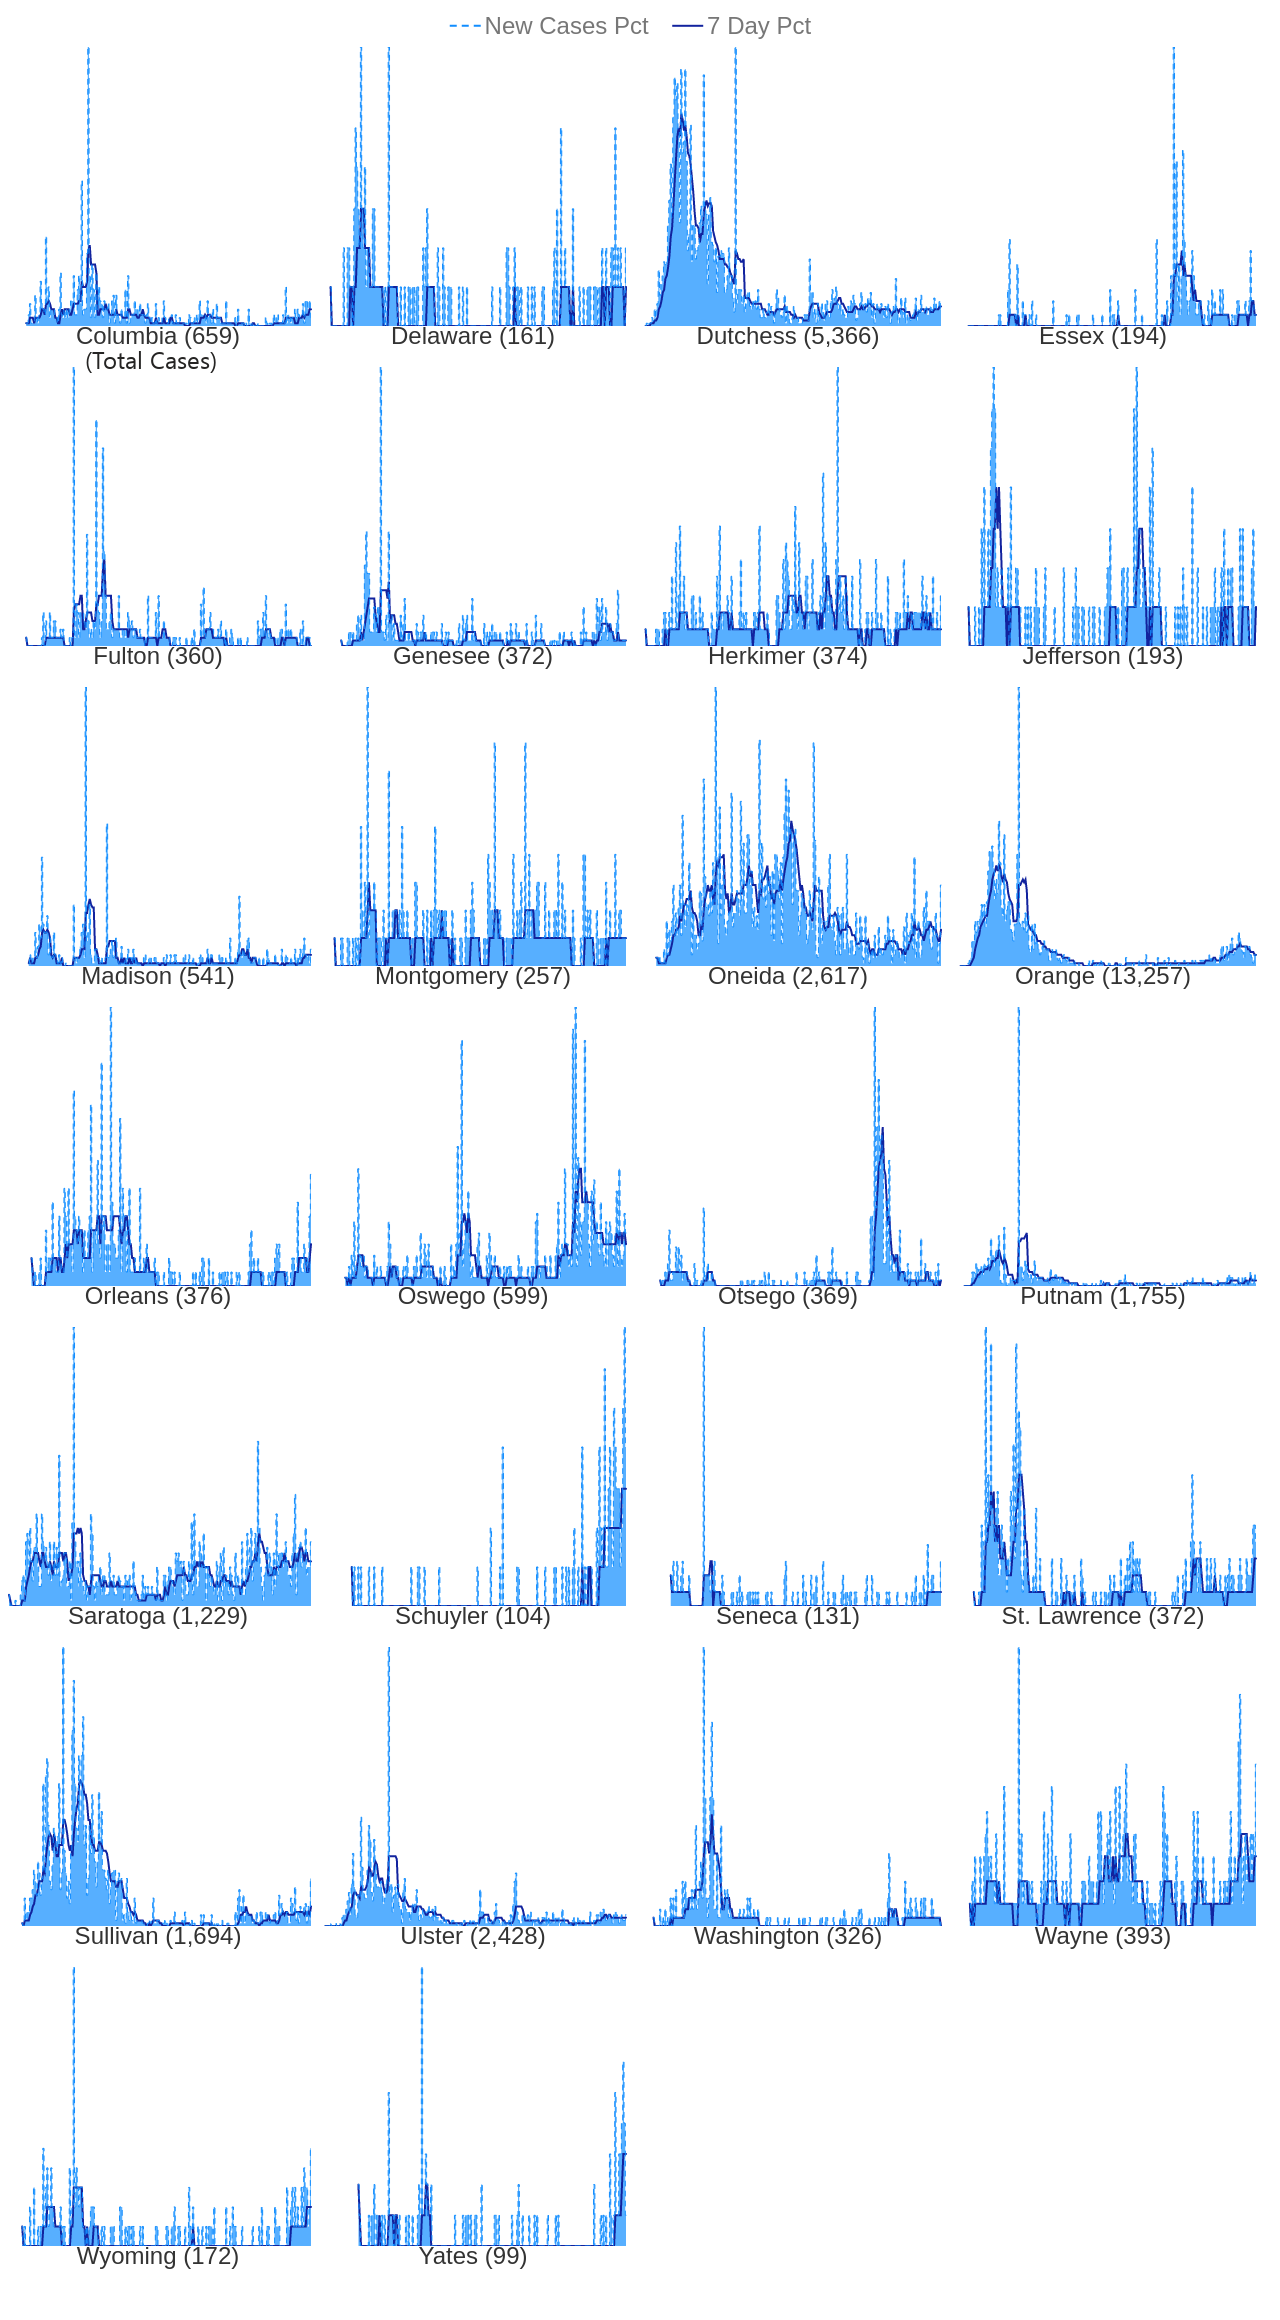 New Cases Pct 7 Day Pct
Columbia (659) Delaware (161) Dutchess (5,366) Essex (194)
(Total Cases)
Fulton (360) Genesee (372) Herkimer (374) Jefferson (193)
Madison (541) Montgomery (257) Oneida (2,617) Orange (13,257)
Orleans (376) Oswego (599) Otsego (369) Putnam (1,755)
Saratoga (1,229) Schuyler (104) Seneca (131) St. Lawrence (372)
Sullivan (1,694) Ulster (2,428) Washington (326) Wayne (393)
Wyoming (172) Yates (99)